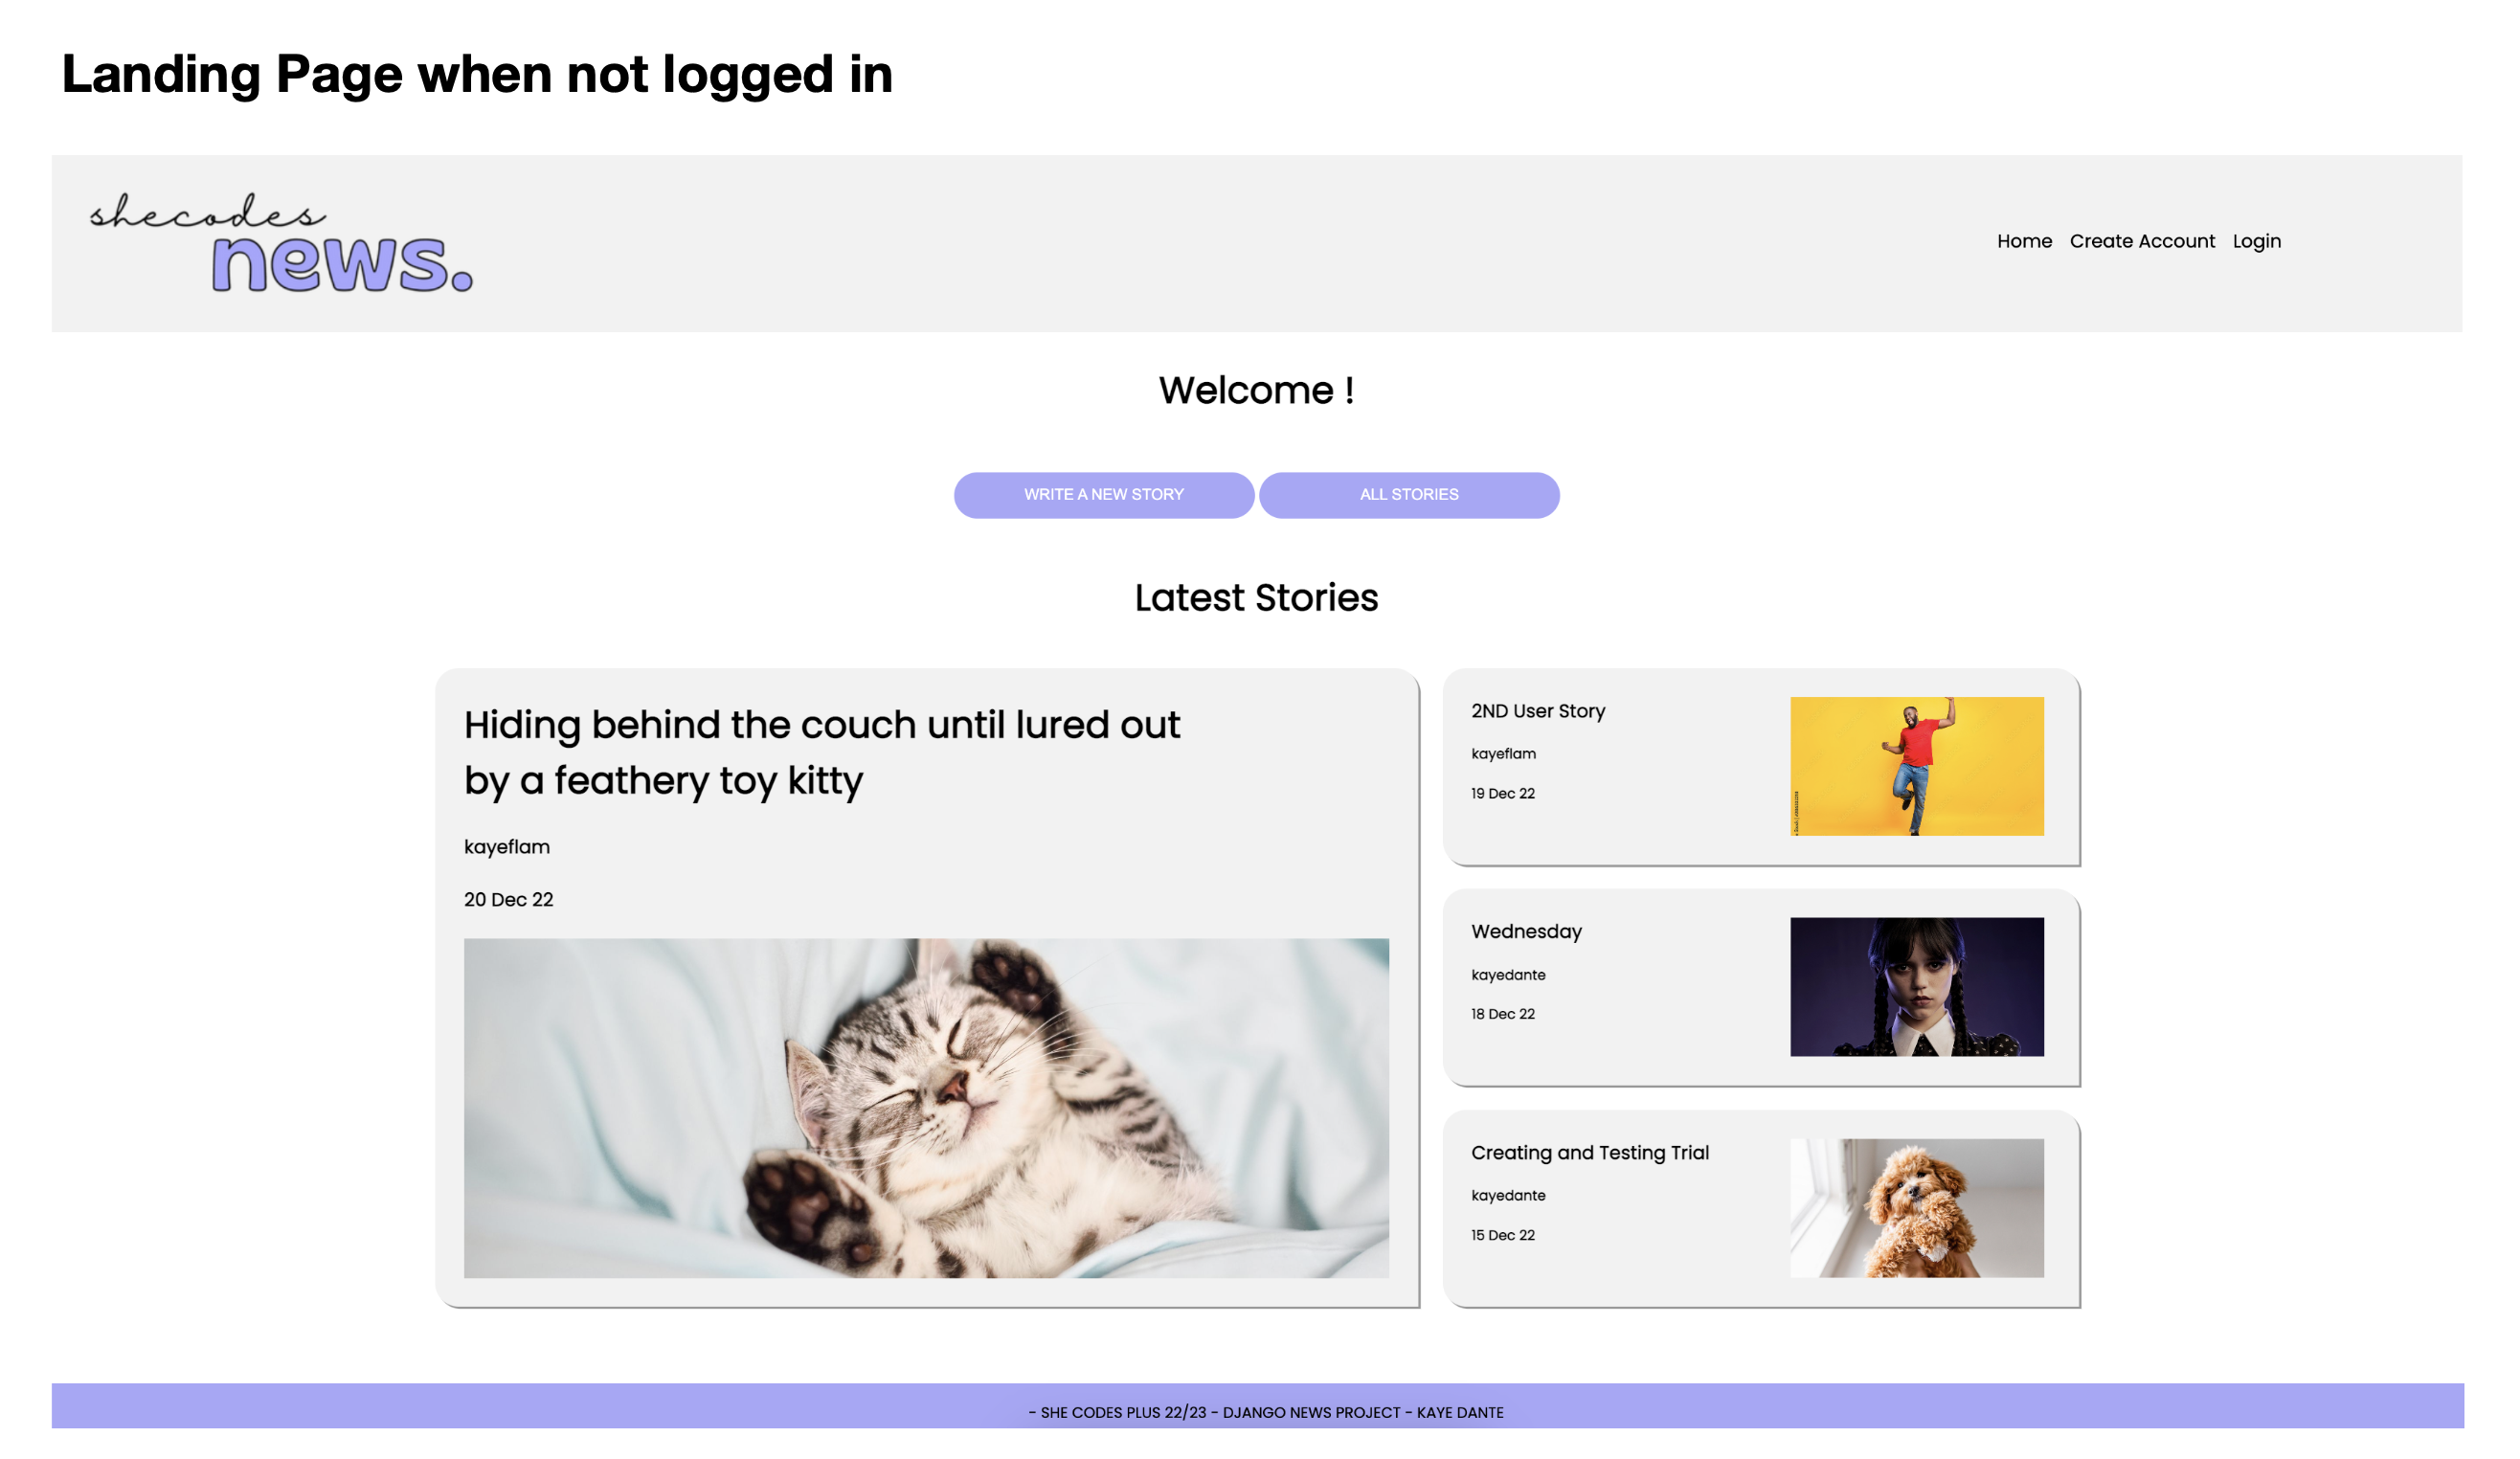 Landing Page when not logged in
shecodes
news.
Home Create Account Login
Welcome !
WRITE A NEW STORY ALL STORIES
Latest Stories
Hiding behind the couch until lured out
by a feathery toy kitty
kayeflam
20 Dec 22
2ND User Story
kayeflam
19 Dec 22
Wednesday
kayedante
18 Dec 22
Creating and Testing Trial
kayedante
15 Dec 22
- SHE CODES PLUS 22/23 - DJANGO NEWS PROJECT - KAYE DANTE